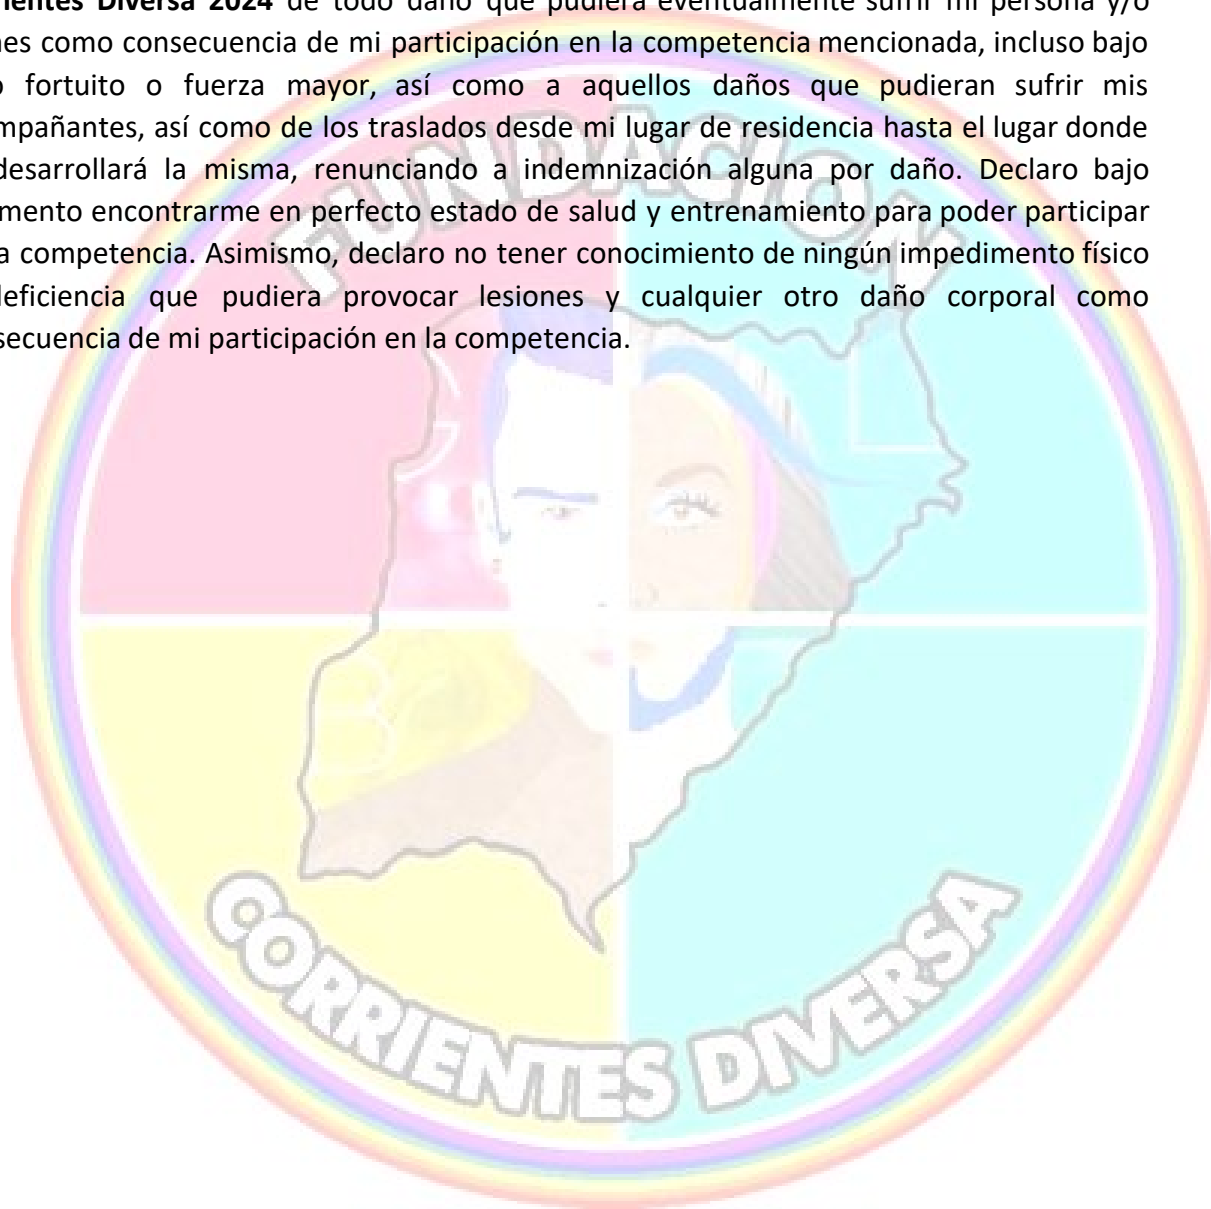 nentes Diversa 2024 de todo daño que pudiera eventualmente sufrir mi persona y/o
nes como consecuencia de mi participación en la competencia mencionada, incluso bajo
o fortuito o fuerza mayor, así como a aquellos daños que pudieran sufrir mis
mpañantes, así como de los traslados desde mi lugar de residencia hasta el lugar donde
desarrollará la misma, renunciando a indemnización alguna por daño. Declaro bajo
mento encontrarme en perfecto estado de salud y entrenamiento para poder participar
a competencia. Asimismo, declaro no tener conocimiento de ningún impedimento físico
deficiencia que pudiera provocar lesiones y cualquier otro daño corporal como
secuencia de mi participación en la competencia.
FUNDACION
CORRIENTES DIVERSA